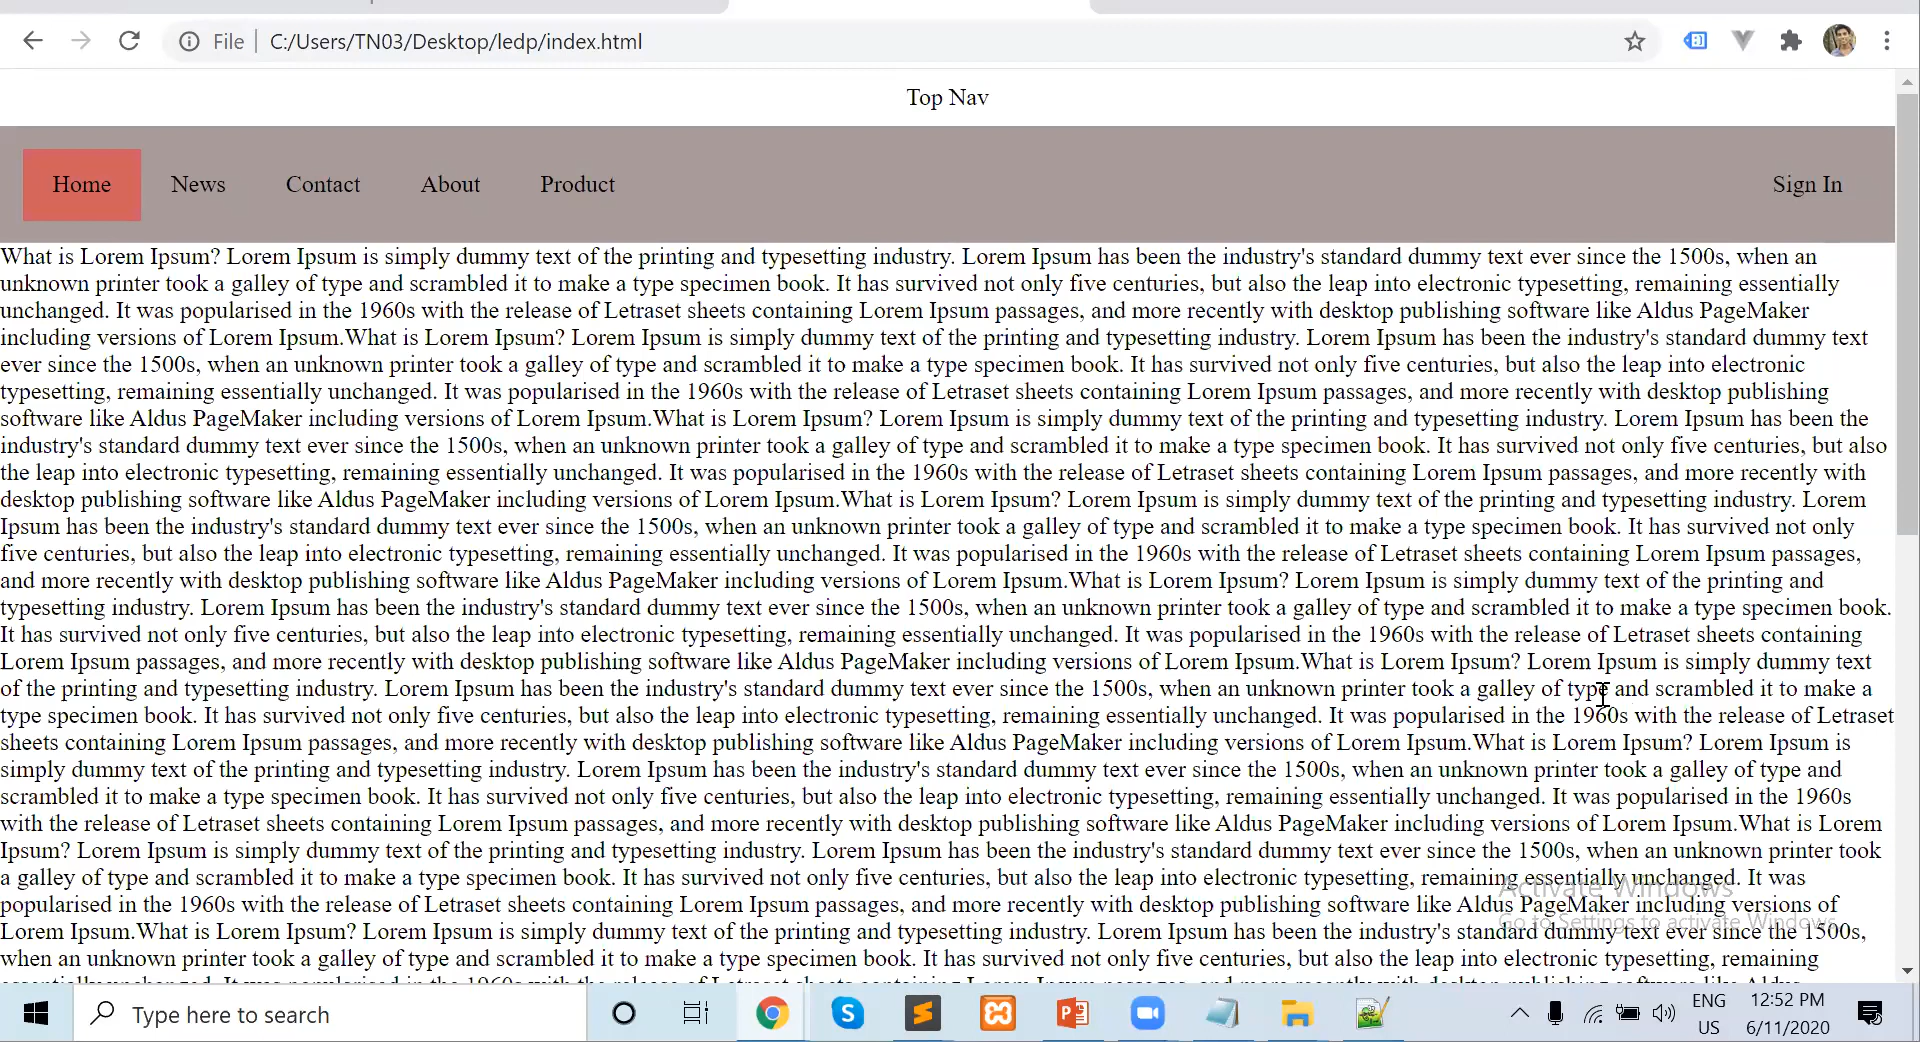 File
C:/Users/TN03/Desktop/ledp/index.html
Top Nav
Home
News
Contact
About
Product
Sign In
What is Lorem Ipsum? Lorem Ipsum is simply dummy text of the printing and typesetting industry. Lorem Ipsum has been the industry's standard dummy text ever since the 1500s, when an
unknown printer took a galley of type and scrambled it to make a type specimen book. It has survived not only five centuries, but also the leap into electronic typesetting, remaining essentially
unchanged. It was popularised in the 1960s with the release of Letraset sheets containing Lorem Ipsum passages, and more recently with desktop publishing software like Aldus PageMaker
including versions of Lorem Ipsum.What is Lorem Ipsum? Lorem Ipsum is simply dummy text of the printing and typesetting industry. Lorem Ipsum has been the industry's standard dummy text
ever since the 1500s, when an unknown printer took a galley of type and scrambled it to make a type specimen book. It has survived not only five centuries, but also the leap into electronic
typesetting, remaining essentially unchanged. It was popularised in the 1960s with the release of Letraset sheets containing Lorem Ipsum passages, and more recently with desktop publishing
software like Aldus PageMaker including versions of Lorem Ipsum.What is Lorem Ipsum? Lorem Ipsum is simply dummy text of the printing and typesetting industry. Lorem Ipsum has been the
industry's standard dummy text ever since the 1500s, when an unknown printer took a galley of type and scrambled it to make a type specimen book. It has survived not only five centuries, but also
the leap into electronic typesetting, remaining essentially unchanged. It was popularised in the 1960s with the release of Letraset sheets containing Lorem Ipsum passages, and more recently with
desktop publishing software like Aldus PageMaker including versions of Lorem Ipsum.What is Lorem Ipsum? Lorem Ipsum is simply dummy text of the printing and typesetting industry. Lorem
Ipsum has been the industry's standard dummy text ever since the 1500s, when an unknown printer took a galley of type and scrambled it to make a type specimen book. It has survived not only
five centuries, but also the leap into electronic typesetting, remaining essentially unchanged. It was popularised in the 1960s with the release of Letraset sheets containing Lorem Ipsum passages,
and more recently with desktop publishing software like Aldus PageMaker including versions of Lorem Ipsum.What is Lorem Ipsum? Lorem Ipsum is simply dummy text of the printing and
typesetting industry. Lorem Ipsum has been the industry's standard dummy text ever since the 1500s, when an unknown printer took a galley of type and scrambled it to make a type specimen book.
It has survived not only five centuries, but also the leap into electronic typesetting, remaining essentially unchanged. It was popularised in the 1960s with the release of Letraset sheets containing
Lorem Ipsum passages, and more recently with desktop publishing software like Aldus PageMaker including versions of Lorem Ipsum.What is Lorem Ipsum? Lorem Ipsum is simply dummy text
of the printing and typesetting industry. Lorem Ipsum has been the industry's standard dummy text ever since the 1500s, when an unknown printer took a galley of type and scrambled it to make a
type specimen book. It has survived not only five centuries, but also the leap into electronic typesetting, remaining essentially unchanged. It was popularised in the 1960s with the release of Letraset
sheets containing Lorem Ipsum passages, and more recently with desktop publishing software like Aldus PageMaker including versions of Lorem Ipsum.What is Lorem Ipsum? Lorem Ipsum is
simply dummy text of the printing and typesetting industry. Lorem Ipsum has been the industry's standard dummy text ever since the 1500s, when an unknown printer took a galley of type and
scrambled it to make a type specimen book. It has survived not only five centuries, but also the leap into electronic typesetting, remaining essentially unchanged. It was popularised in the 1960s
with the release of Letraset sheets containing Lorem Ipsum passages, and more recently with desktop publishing software like Aldus PageMaker including versions of Lorem Ipsum.What is Lorem
Ipsum? Lorem Ipsum is simply dummy text of the printing and typesetting industry. Lorem Ipsum has been the industry's standard dummy text ever since the 1500s, when an unknown printer took
a galley of type and scrambled it to make a type specimen book. It has survived not only five centuries, but also the leap into electronic typesetting, remaining essentially unchanged. It was
popularised in the 1960s with the release of Letraset sheets containing Lorem Ipsum passages, and more recently with desktop publishing software like Aldus PageMaker including versions of
Lorem Ipsum.What is Lorem Ipsum? Lorem Ipsum is simply dummy text of the printing and typesetting industry. Lorem Ipsum has been the industry's standard dummy text ever since the 1500s,
when an unknown printer took a galley of type and scrambled it to make a type specimen book. It has survived not only five centuries, but also the leap into electronic typesetting, remaining
Activate Windows
Go to Settings to activate Windows.
Type here to search
ENG
US
12:52 PM
6/11/2020